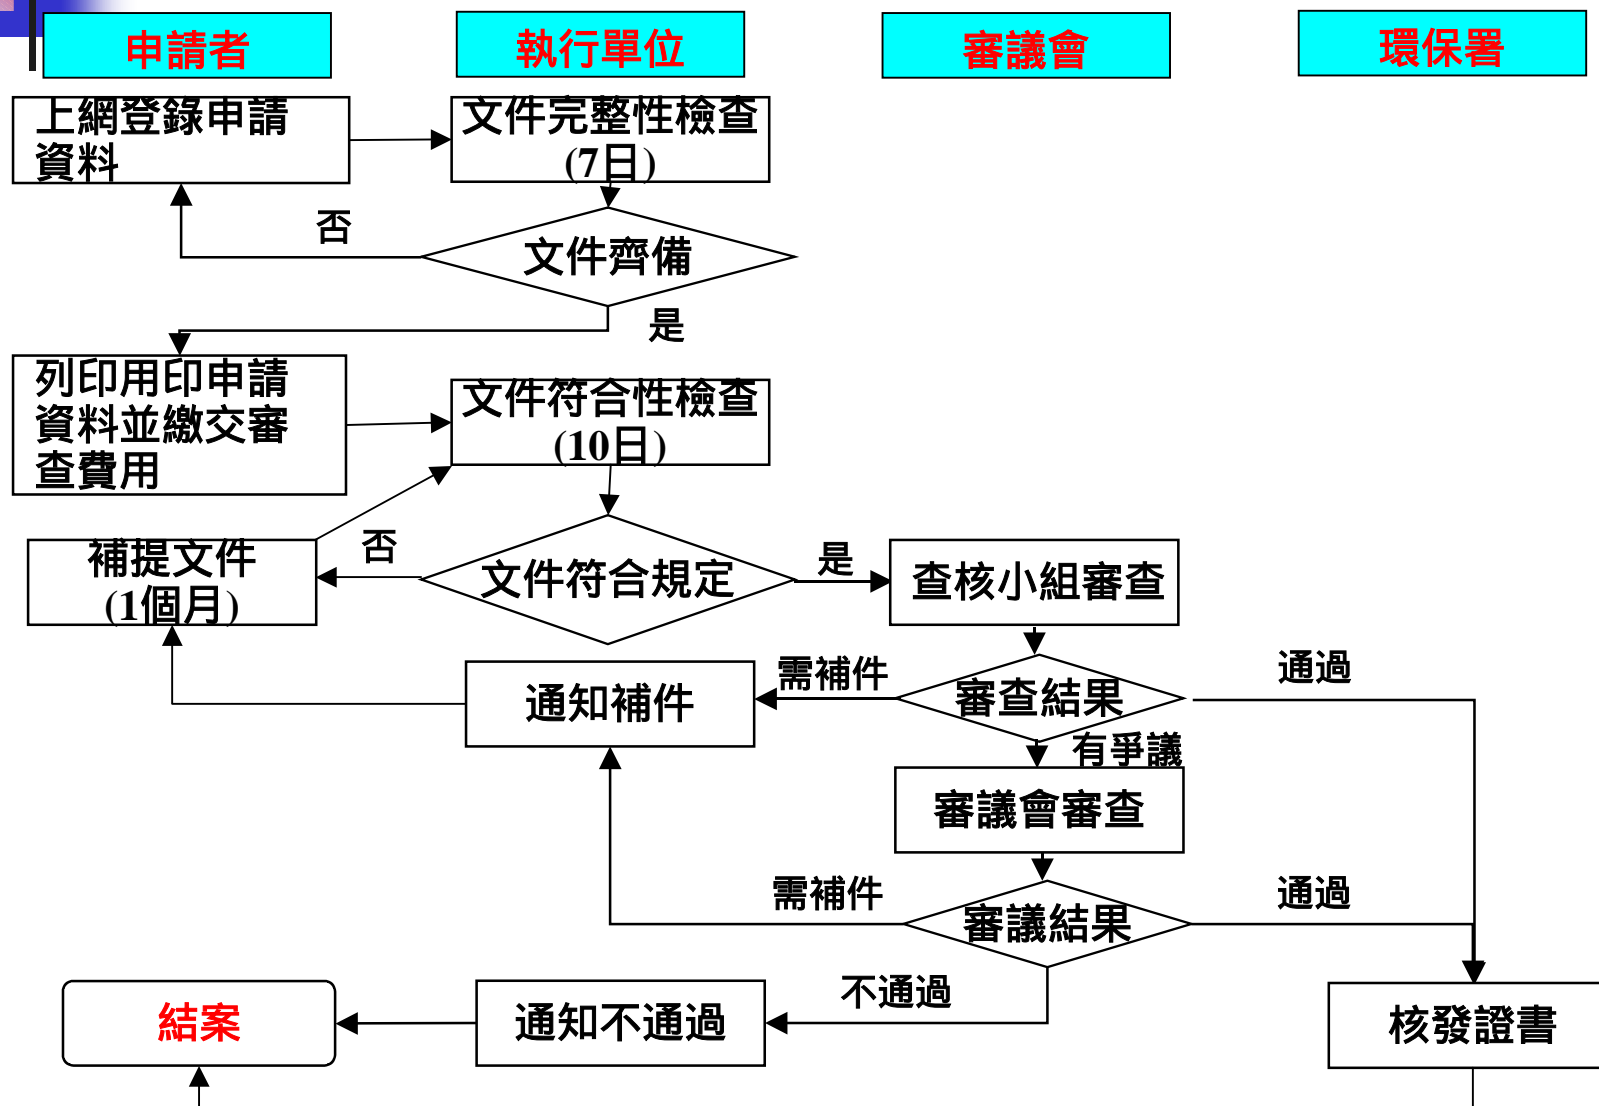 申請者
執行單位
審議會
環保署
上網登錄申請
資料
文件完整性檢查
(7日)
否
文件齊備
是
列印用印申請
資料並繳交審
查費用
文件符合性檢查
(10日)
補提文件
(1個月)
否
文件符合規定
是
查核小組審查
通知補件
需補件
審查結果
通過
有爭議
審議會審查
需補件
審議結果
通過
結案
通知不通過
不通過
核發證書